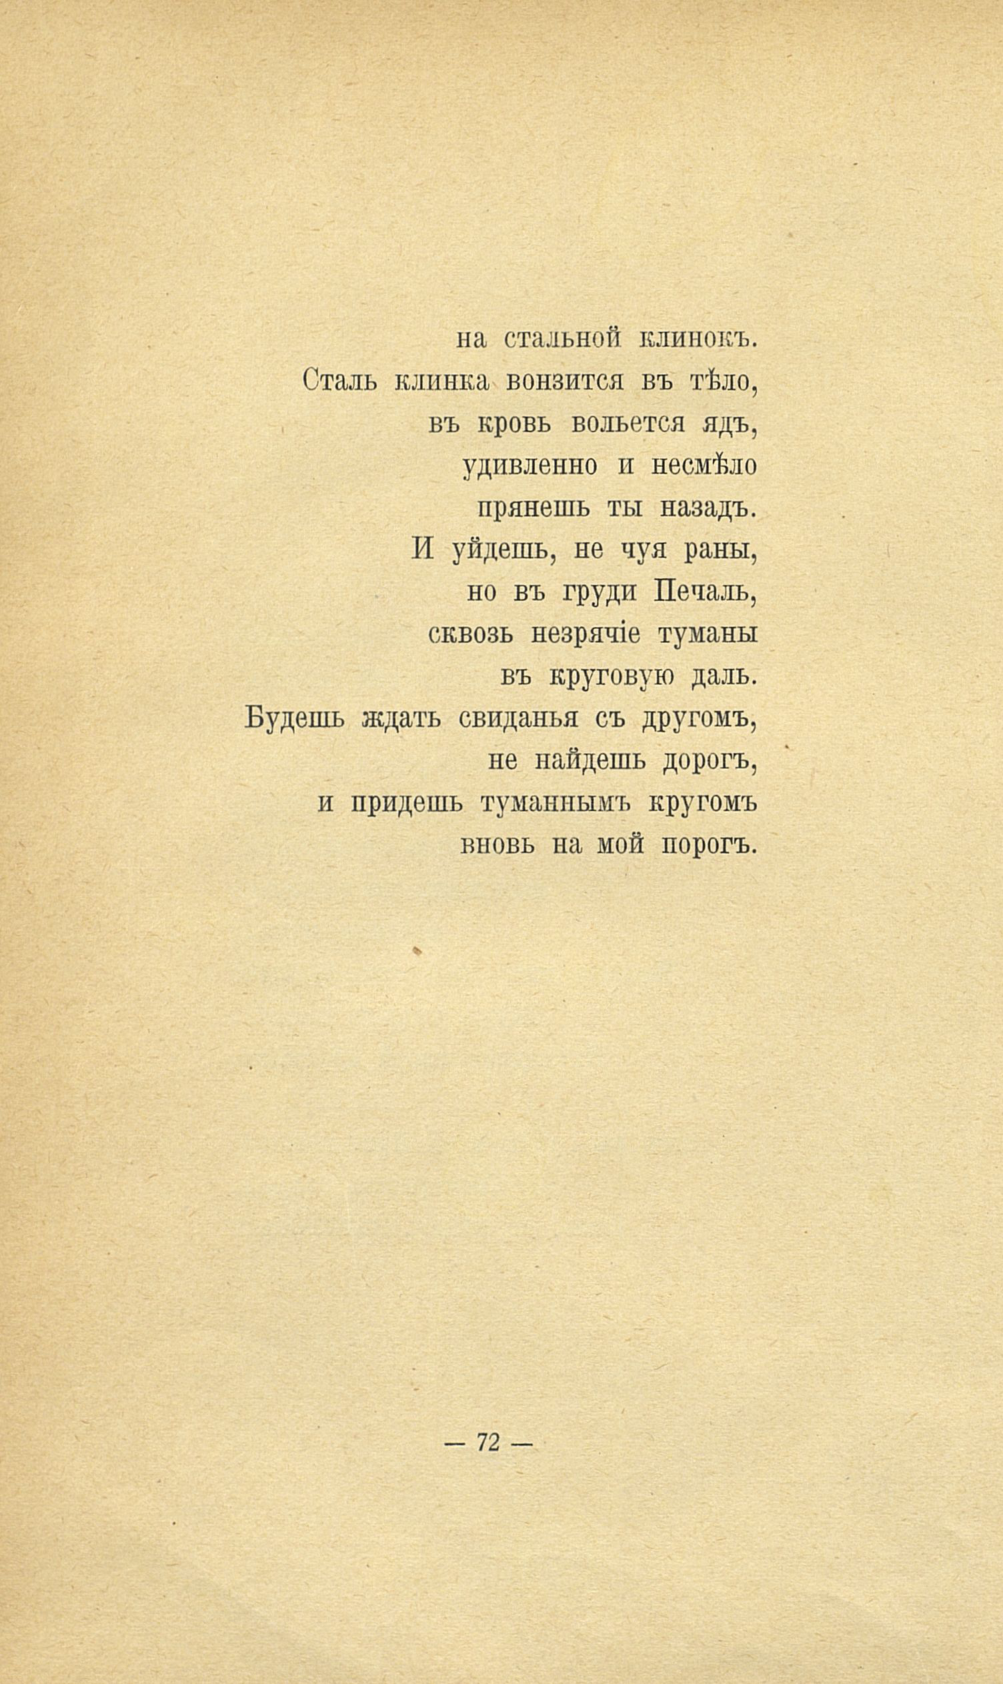 на стальной клинокъ.
Сталь клинка вонзится въ тѣло,
въ кровь вольется ядъ,
удивленно и несмѣло
прянешь ты назадъ.
И уйдешь, не чуя раны,
но въ груди Печаль,
сквозь незрячіе туманы
въ круговую даль.
Будешь ждать свиданья съ другомъ,
не найдешь дорогъ,
и придешь туманнымъ кругомъ
вновь на мой порогъ.
— 72 —